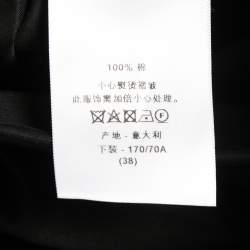 100% 棉
小心熨烫褶皱
此服饰需加倍小心处理。
产地 - 意大利
下装 - 170/70A
(38)